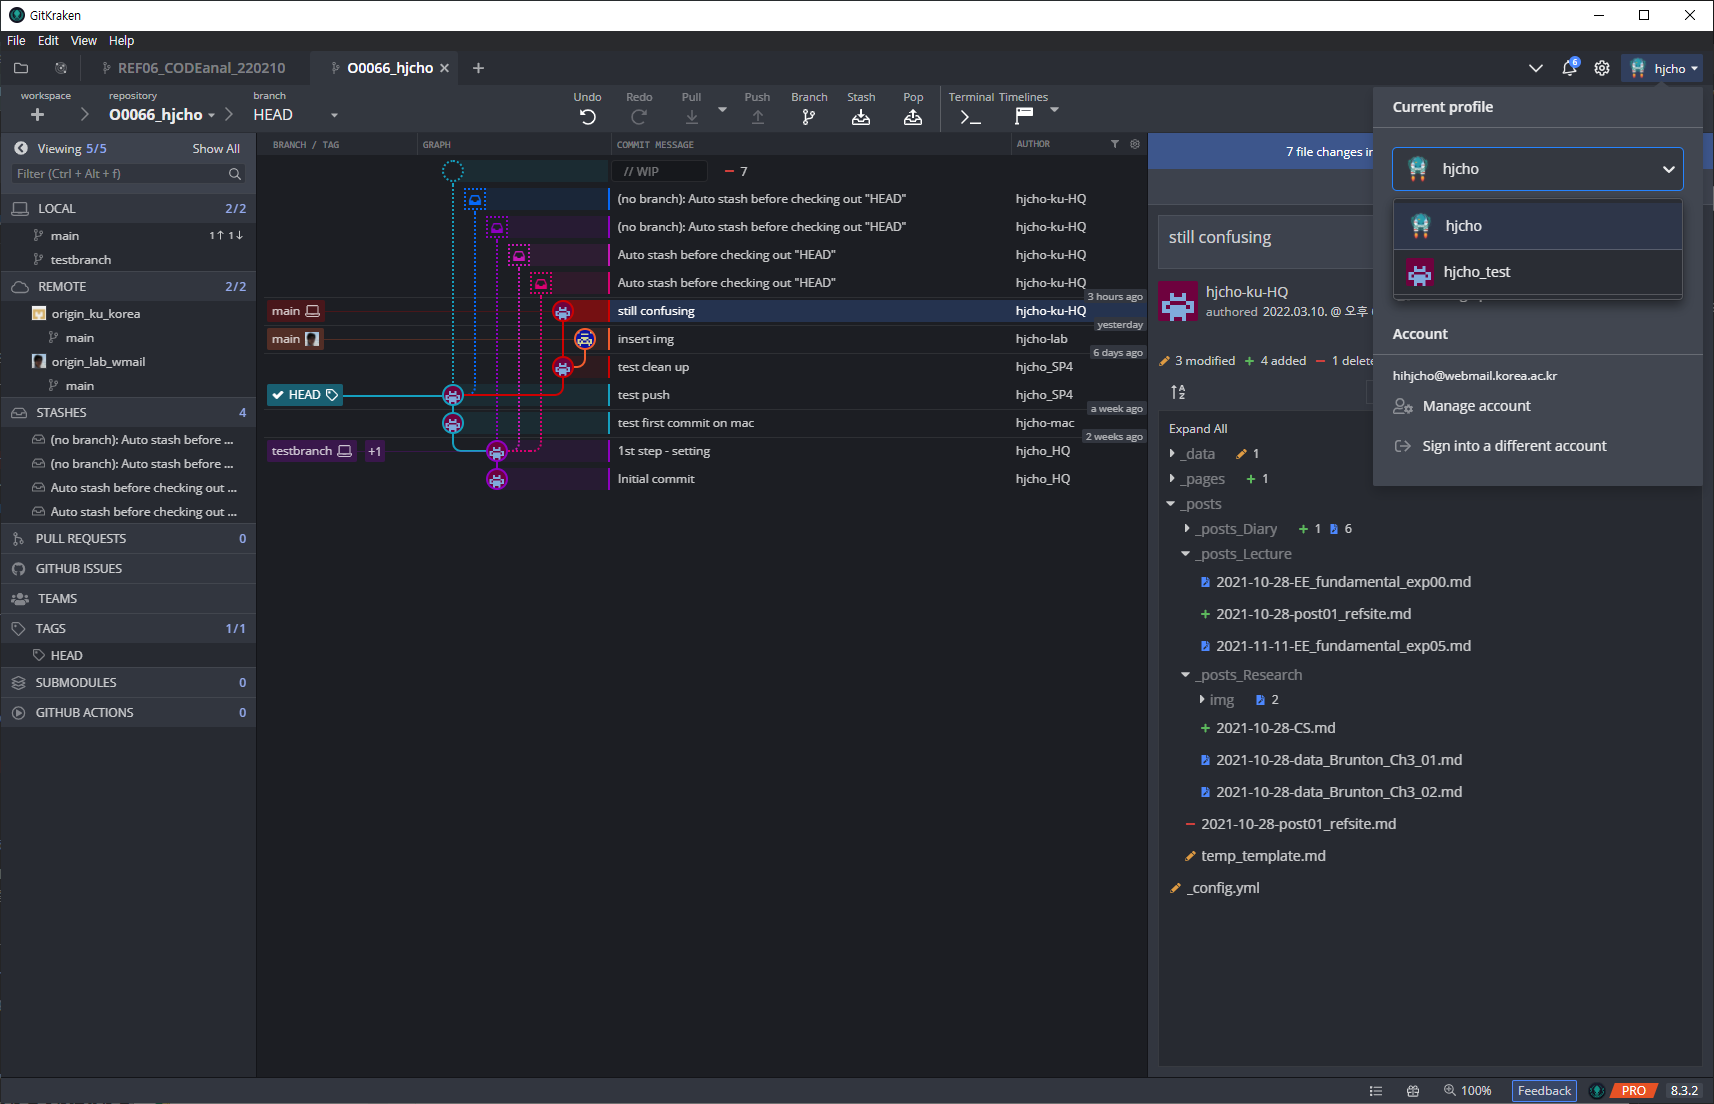 GitKraken
File Edit View Help
REF06_CODEanal_220210
O0066_hjcho
6
hjcho
workspace
repository
O0066_hjcho
branch
HEAD
Undo Redo Pull Push Branch Stash Pop Terminal Timelines
Viewing 5/5 Show All
Filter (Ctrl + Alt + f)
LOCAL 2/2
main 1↑ 1↓
testbranch
REMOTE 2/2
origin_ku_korea
main
origin_lab_wmail
main
STASHES 4
(no branch): Auto stash before ...
(no branch): Auto stash before ...
Auto stash before checking out ...
Auto stash before checking out ...
PULL REQUESTS 0
GITHUB ISSUES
TEAMS
TAGS 1/1
HEAD
SUBMODULES 0
GITHUB ACTIONS 0
BRANCH / TAG GRAPH COMMIT MESSAGE AUTHOR
// WIP 7
(no branch): Auto stash before checking out "HEAD" hjcho-ku-HQ
(no branch): Auto stash before checking out "HEAD" hjcho-ku-HQ
Auto stash before checking out "HEAD" hjcho-ku-HQ
Auto stash before checking out "HEAD" hjcho-ku-HQ
3 hours ago
main still confusing hjcho-ku-HQ
yesterday
main insert img hjcho-lab
6 days ago
test clean up hjcho_SP4
HEAD test push hjcho_SP4
a week ago
test first commit on mac hjcho-mac
2 weeks ago
testbranch +1 1st step - setting hjcho_HQ
Initial commit hjcho_HQ
7 file changes in
still confusing
hjcho-ku-HQ
authored 2022.03.10. @ 오후
3 modified + 4 added − 1 delete
Expand All
_data 1
_pages + 1
_posts
_posts_Diary + 1 6
_posts_Lecture
2021-10-28-EE_fundamental_exp00.md
+ 2021-10-28-post01_refsite.md
2021-11-11-EE_fundamental_exp05.md
_posts_Research
img 2
+ 2021-10-28-CS.md
2021-10-28-data_Brunton_Ch3_01.md
2021-10-28-data_Brunton_Ch3_02.md
− 2021-10-28-post01_refsite.md
temp_template.md
_config.yml
Current profile
hjcho
hjcho
hjcho_test
Account
hihjcho@webmail.korea.ac.kr
Manage account
Sign into a different account
100% Feedback PRO 8.3.2